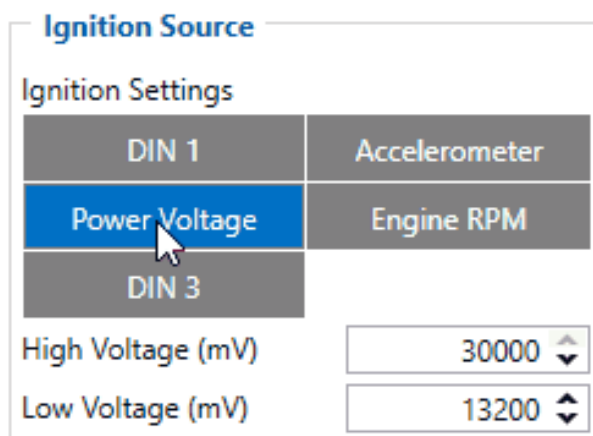 Ignition Source
Ignition Settings
DIN 1 Accelerometer
Power Voltage Engine RPM
DIN 3
High Voltage (mV) 30000
Low Voltage (mV) 13200